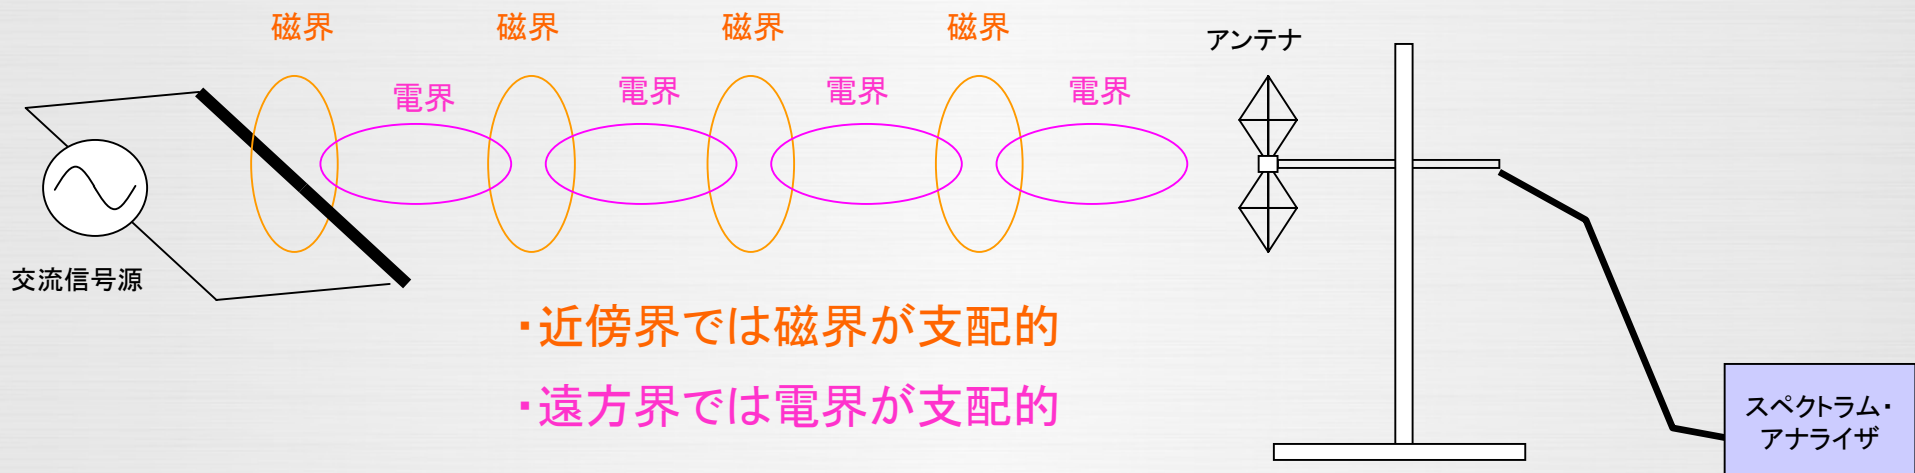 磁界
磁界
磁界
磁界
アンテナ
電界
電界
電界
電界
交流信号源
・近傍界では磁界が支配的
・遠方界では電界が支配的
スペクトラム・
アナライザ